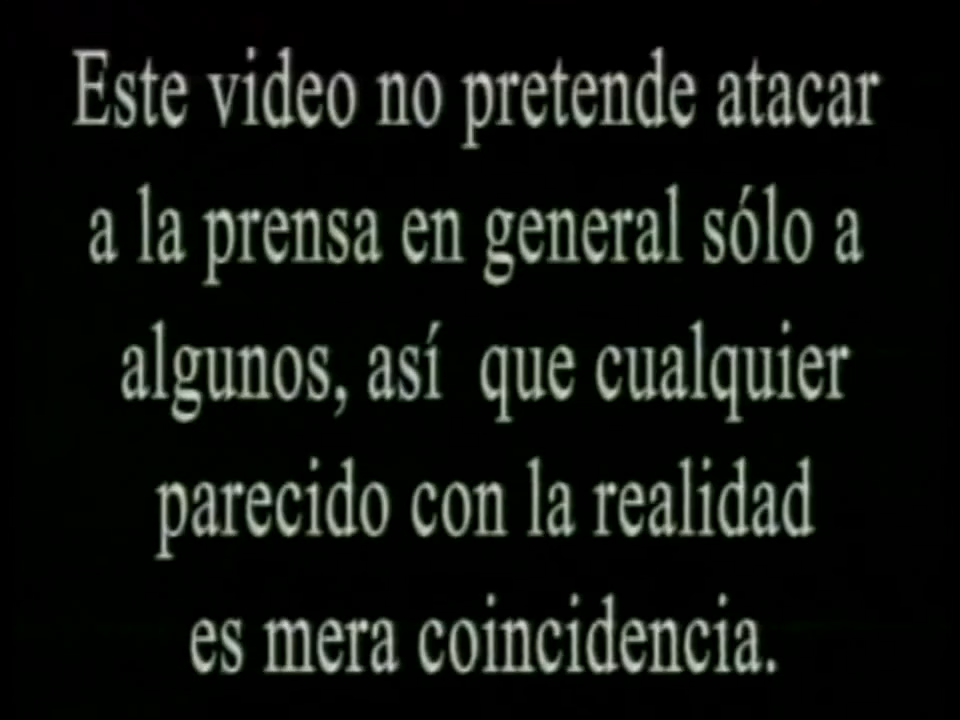 Este video no pretende atacar
a la prensa en general sólo a
algunos, así que cualquier
parecido con la realidad
es mera coincidencia.